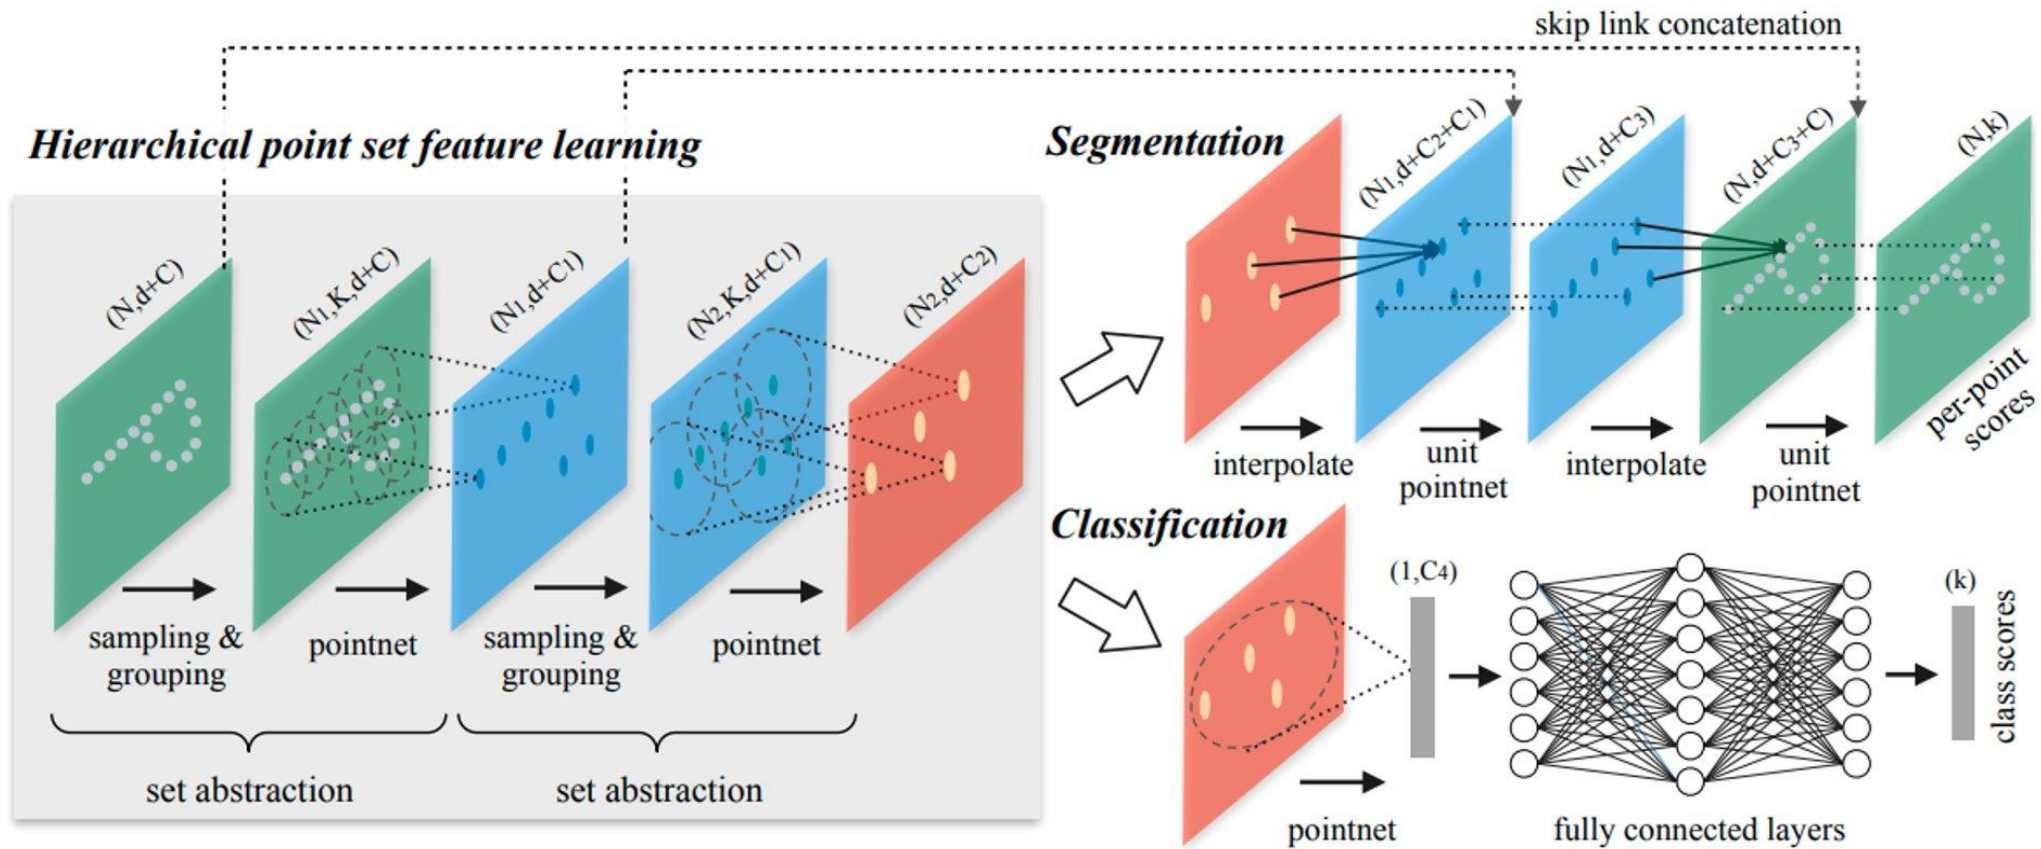 skip link concatenation
Hierarchical point set feature learning
(N,d+C)
(N1,K,d+C)
(N1,d+C1)
(N2,K,d+C1)
(N2,d+C2)
sampling &
grouping
pointnet
sampling &
grouping
pointnet
set abstraction
set abstraction
Segmentation
(N1,d+C2+C1)
(N1,d+C3)
(N,d+C3+C)
(N,k)
interpolate
unit
pointnet
interpolate
unit
pointnet
per-point
scores
Classification
(1,C4)
(k)
class scores
pointnet
fully connected layers